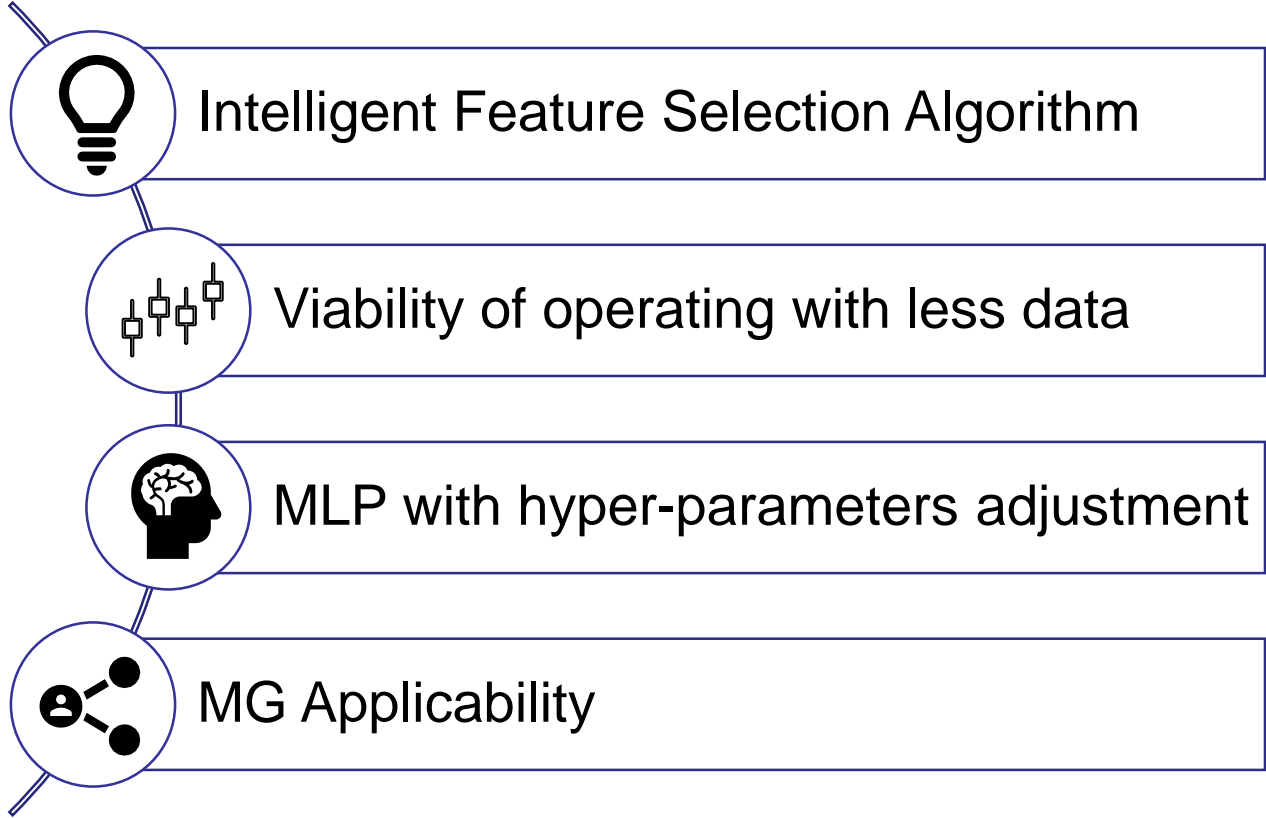 Intelligent Feature Selection Algorithm
Viability of operating with less data
MLP with hyper-parameters adjustment
MG Applicability